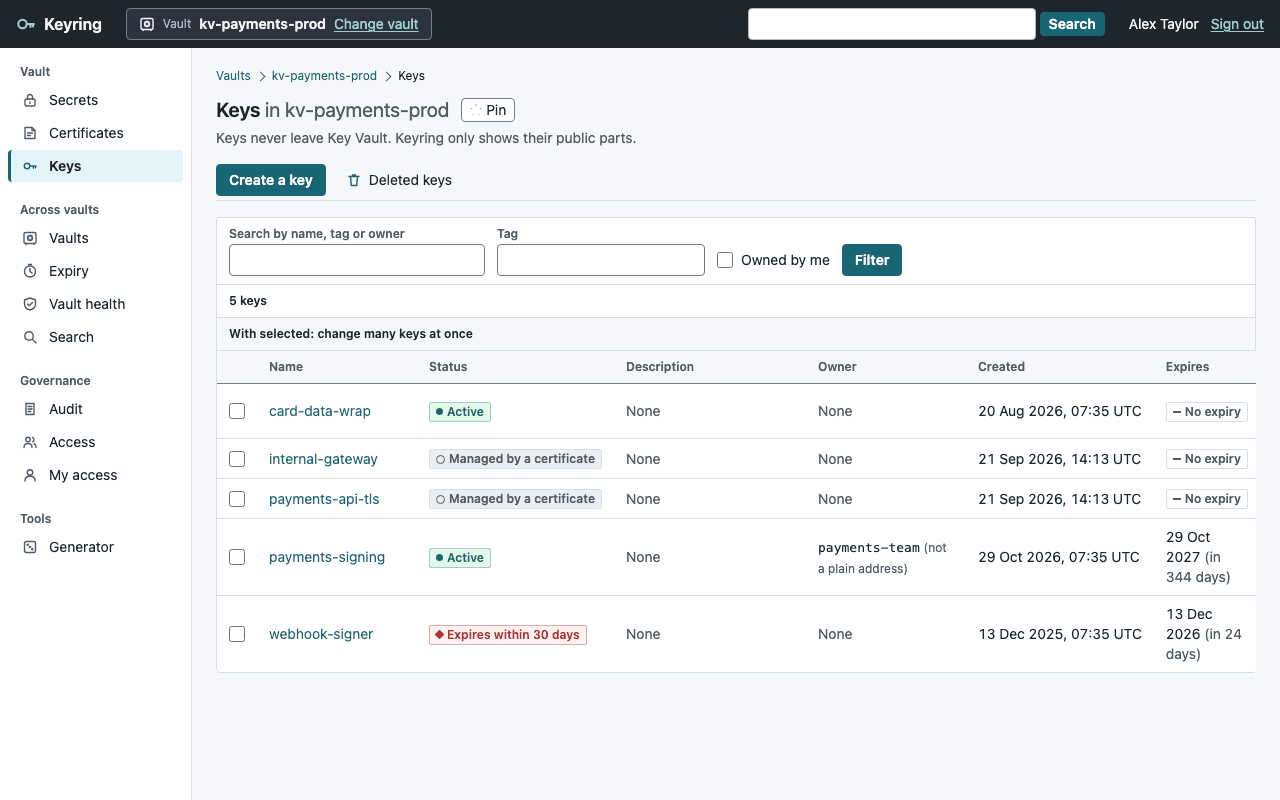 Keyring
Vault kv-payments-prod Change vault
Search
Alex Taylor Sign out
Vault
Secrets
Certificates
Keys
Across vaults
Vaults
Expiry
Vault health
Search
Governance
Audit
Access
My access
Tools
Generator
Vaults kv-payments-prod Keys
Keys in kv-payments-prod Pin
Keys never leave Key Vault. Keyring only shows their public parts.
Create a key Deleted keys
Search by name, tag or owner Tag
Owned by me Filter
5 keys
With selected: change many keys at once
Name Status Description Owner Created Expires
card-data-wrap Active None None 20 Aug 2026, 07:35 UTC No expiry
internal-gateway Managed by a certificate None None 21 Sep 2026, 14:13 UTC No expiry
payments-api-tls Managed by a certificate None None 21 Sep 2026, 14:13 UTC No expiry
payments-signing Active None payments-team (not
a plain address) 29 Oct 2026, 07:35 UTC 29 Oct
2027 (in
344 days)
webhook-signer Expires within 30 days None None 13 Dec 2025, 07:35 UTC 13 Dec
2026 (in 24
days)